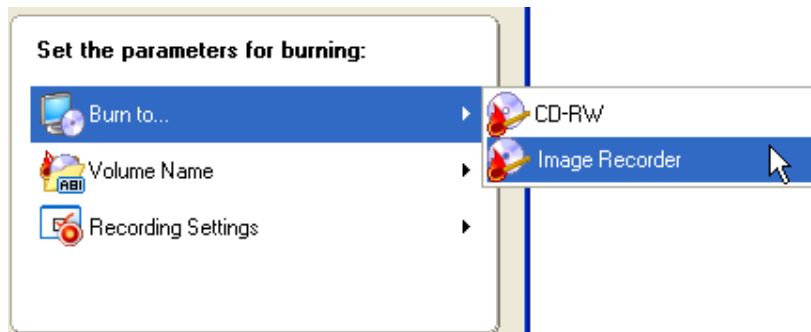 Set the parameters for burning:
Burn to...
CD-RW
Image Recorder
Volume Name
ABI
Recording Settings